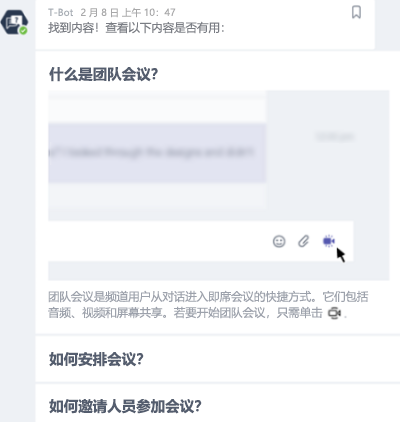 T-Bot 2 月 8 日上午 10：47
找到内容！查看以下内容是否有用：
什么是团队会议？
团队会议是频道用户从对话进入即席会议的快捷方式。它们包括
音频、视频和屏幕共享。若要开始团队会议，只需单击 .
如何安排会议？
如何邀请人员参加会议？